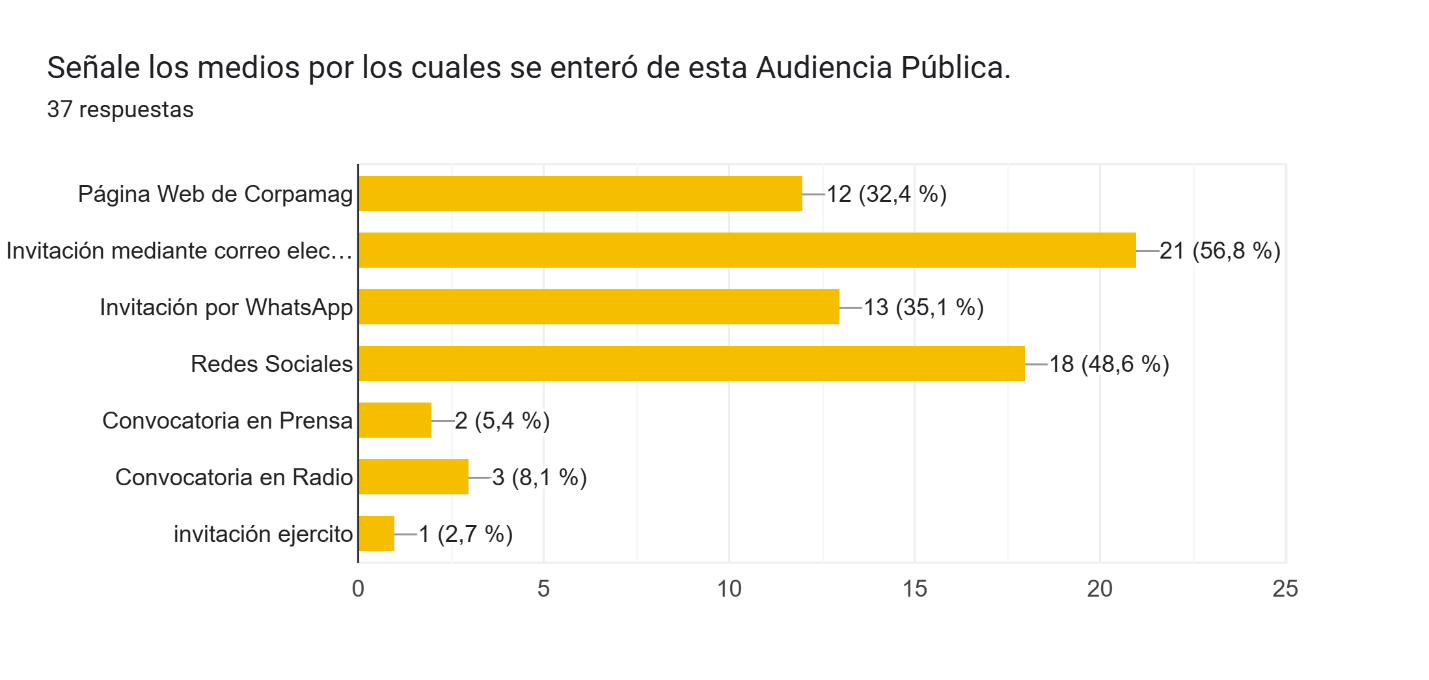 Señale los medios por los cuales se enteró de esta Audiencia Pública.
37 respuestas
Página Web de Corpamag 12 (32,4 %)
Invitación mediante correo elec… 21 (56,8 %)
Invitación por WhatsApp 13 (35,1 %)
Redes Sociales 18 (48,6 %)
Convocatoria en Prensa 2 (5,4 %)
Convocatoria en Radio 3 (8,1 %)
invitación ejercito 1 (2,7 %)
0 5 10 15 20 25